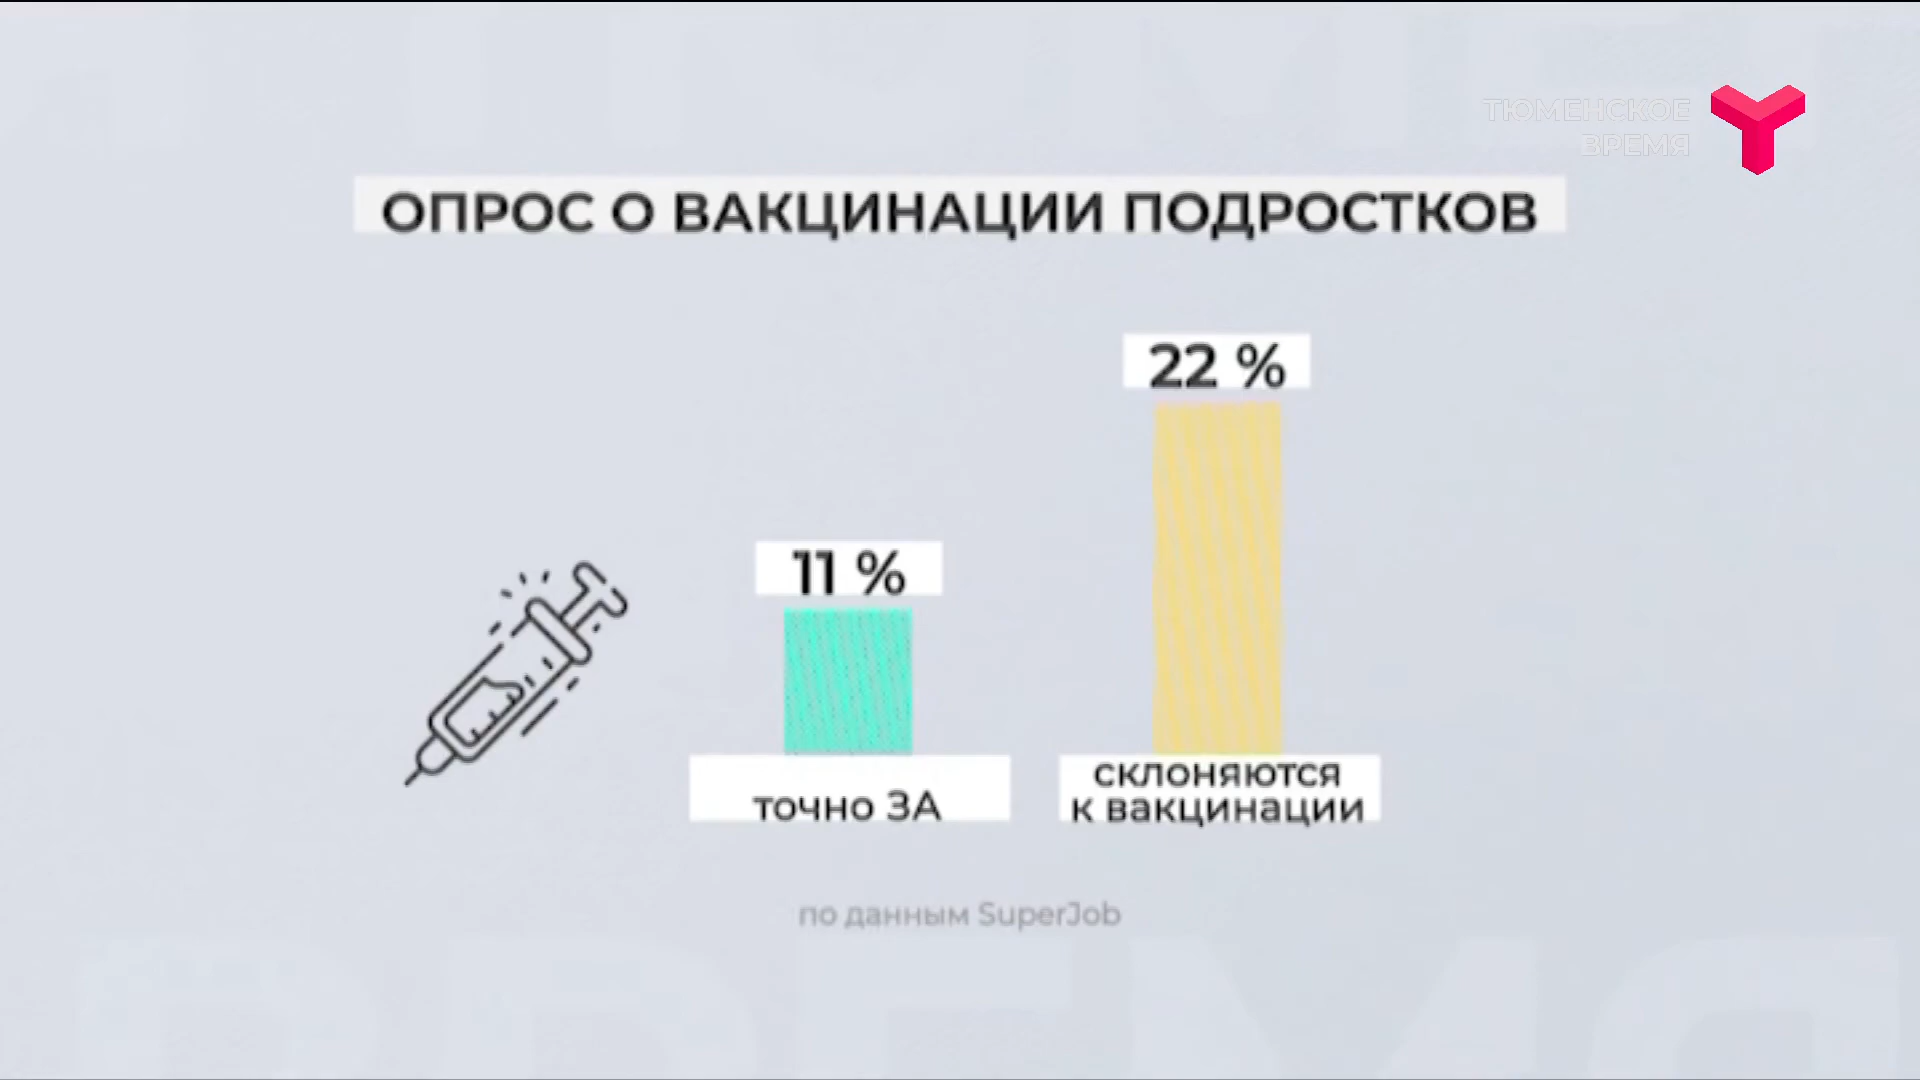 ТЮМЕНСКОЕ
ВРЕМЯ
ОПРОС О ВАКЦИНАЦИИ ПОДРОСТКОВ
22 %
11 %
точно ЗА
склоняются
к вакцинации
по данным SuperJob